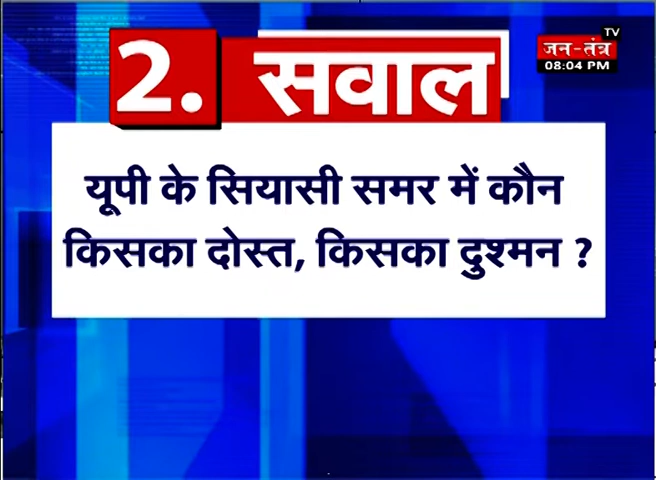 TV
जन-तंत्र
08:04 PM
2. सवाल
यूपी के सियासी समर में कौन
किसका दोस्त, किसका दुश्मन ?